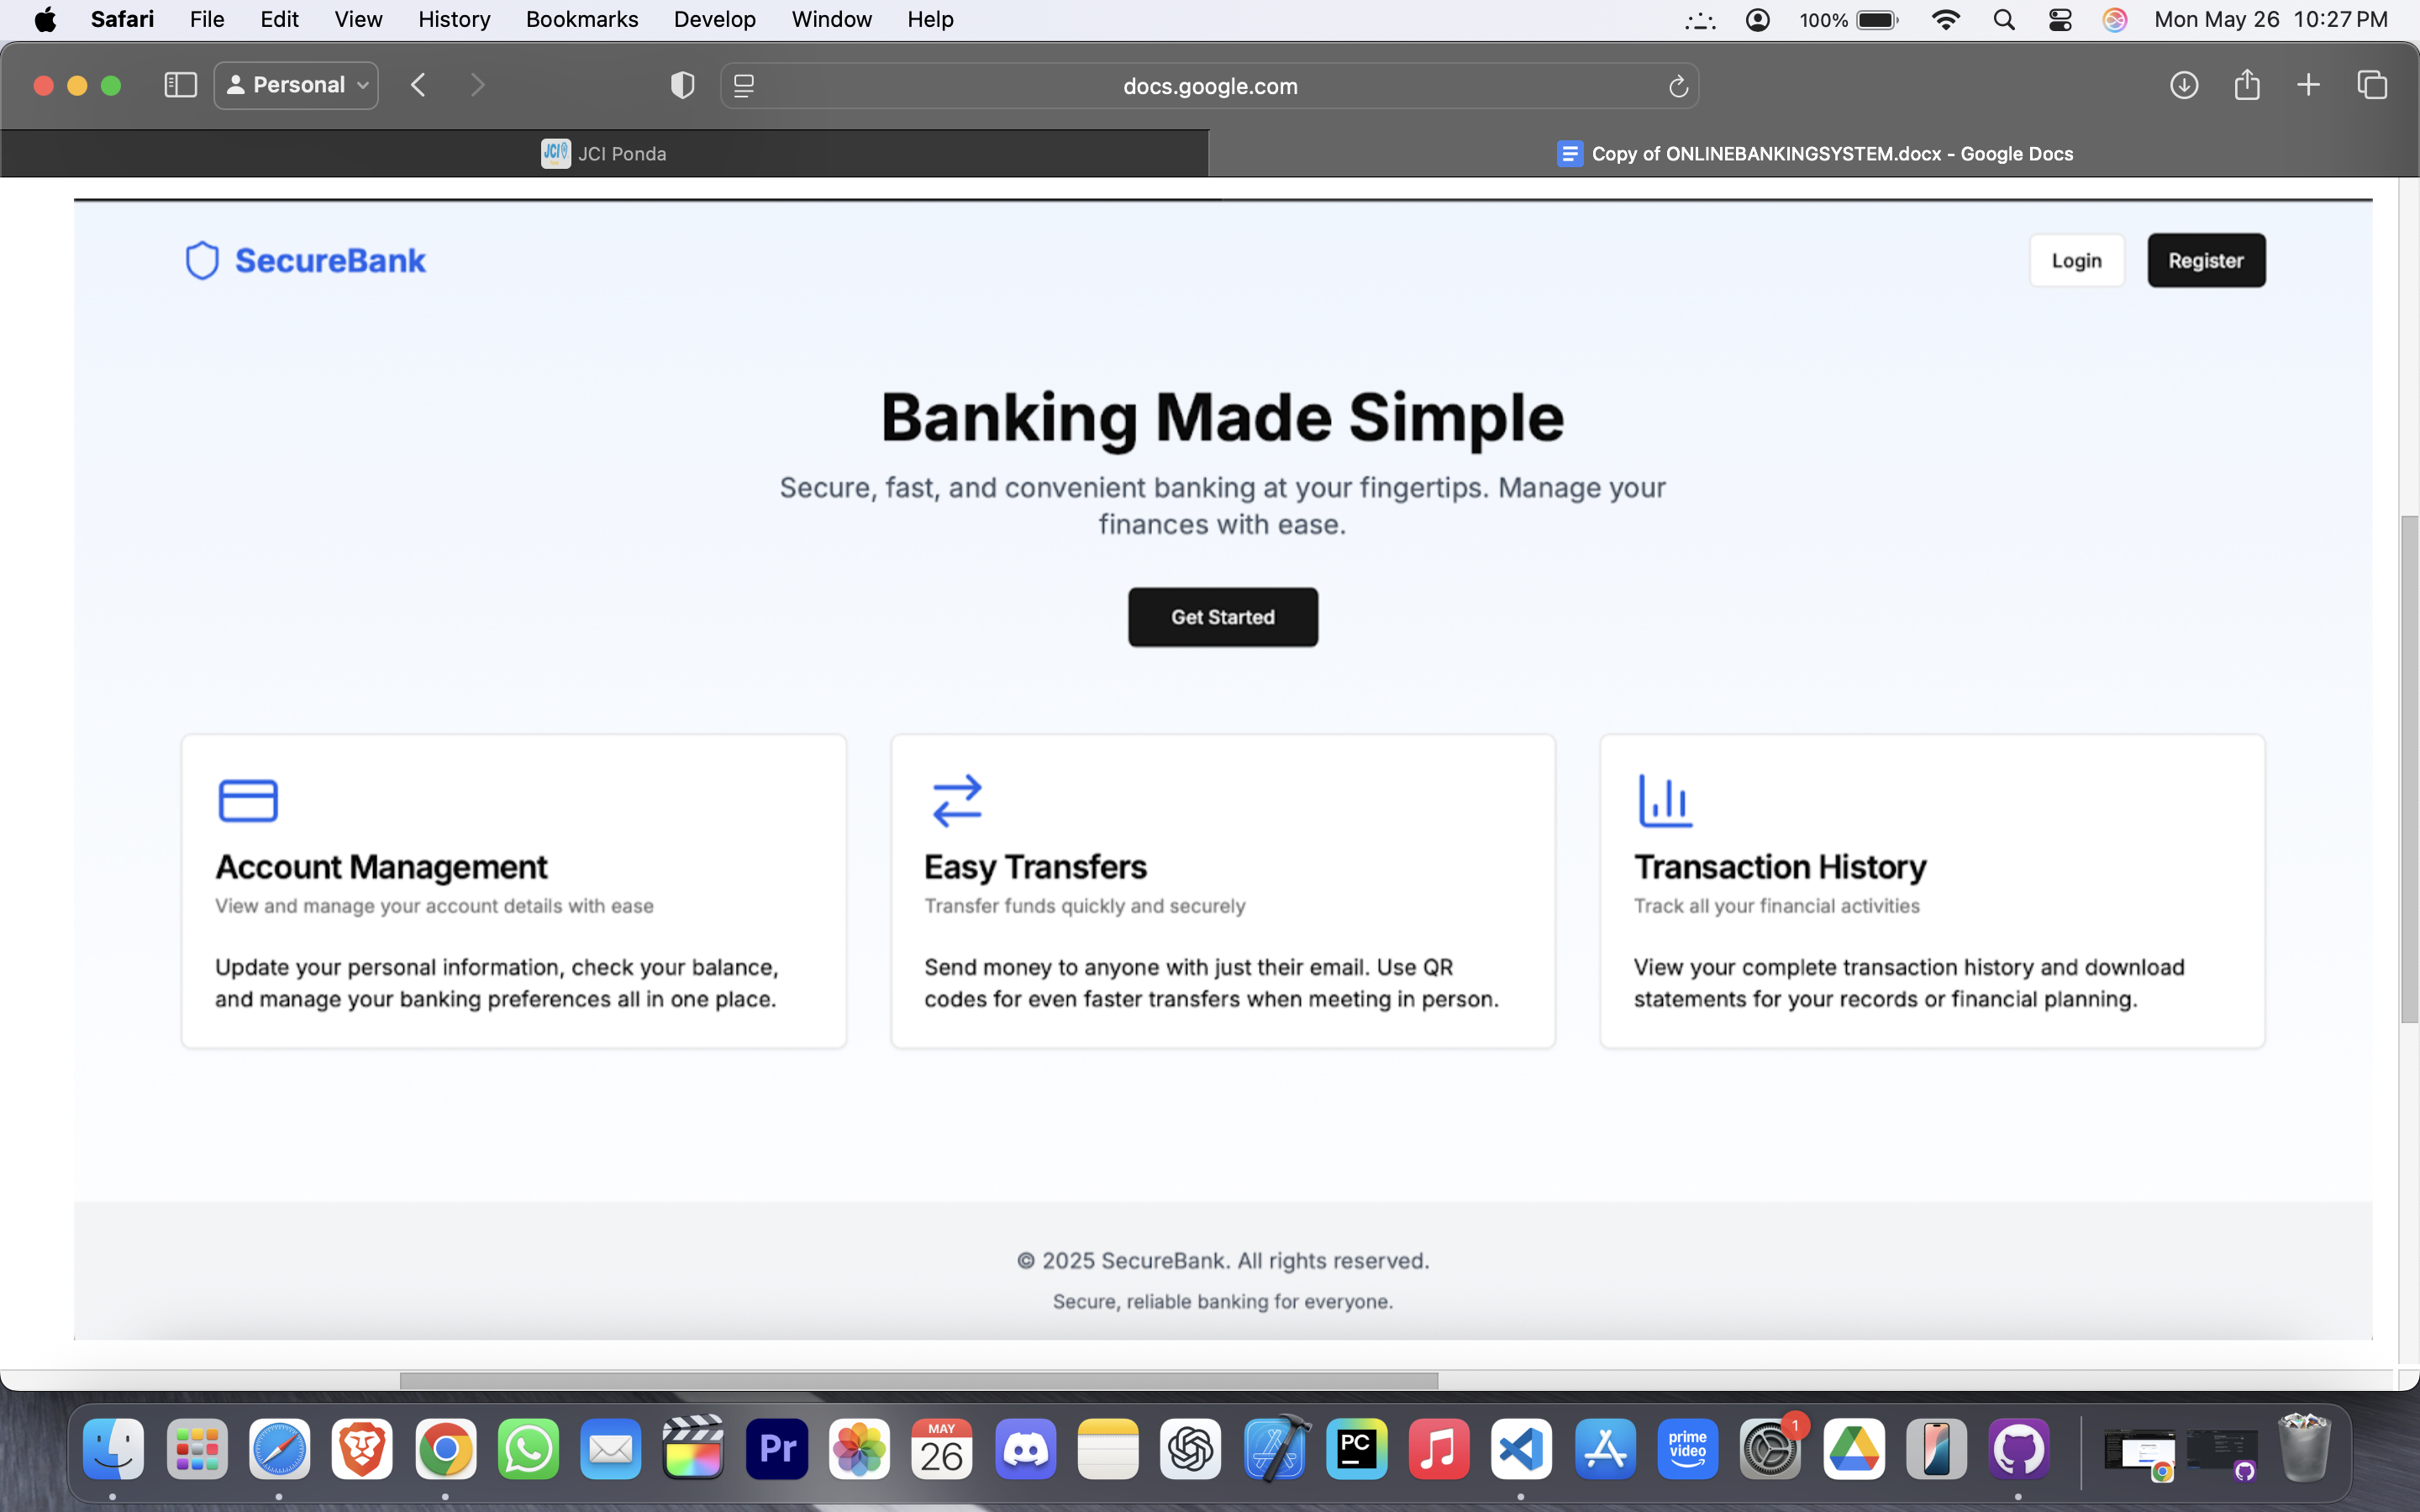 Safari File Edit View History Bookmarks Develop Window Help 100% Mon May 26 10:27 PM
Personal docs.google.com
JCI JCI Ponda Copy of ONLINEBANKINGSYSTEM.docx - Google Docs
SecureBank Login Register
Banking Made Simple
Secure, fast, and convenient banking at your fingertips. Manage your
finances with ease.
Get Started
Account Management
View and manage your account details with ease
Update your personal information, check your balance,
and manage your banking preferences all in one place.
Easy Transfers
Transfer funds quickly and securely
Send money to anyone with just their email. Use QR
codes for even faster transfers when meeting in person.
Transaction History
Track all your financial activities
View your complete transaction history and download
statements for your records or financial planning.
© 2025 SecureBank. All rights reserved.
Secure, reliable banking for everyone.
Pr
MAY
26
PC
prime
video
1